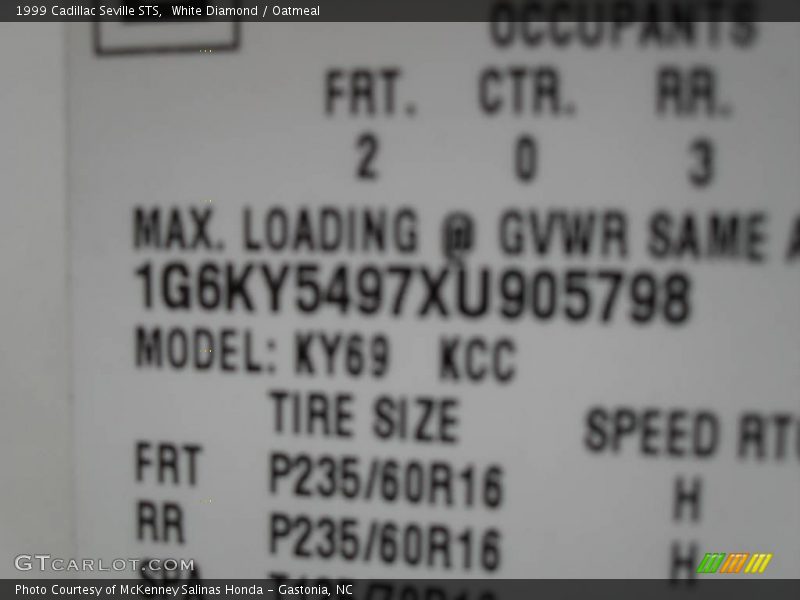 1999 Cadillac Seville STS, White Diamond / Oatmeal
OCCUPANTS
FRT. CTR. RR.
2 0 3
MAX. LOADING @ GVWR SAME A
1G6KY5497XU905798
MODEL: KY69 KCC
TIRE SIZE SPEED RT
FRT P235/60R16 H
RR P235/60R16 H
SPA
GTCARLOT.COM
Photo Courtesy of McKenney Salinas Honda - Gastonia, NC